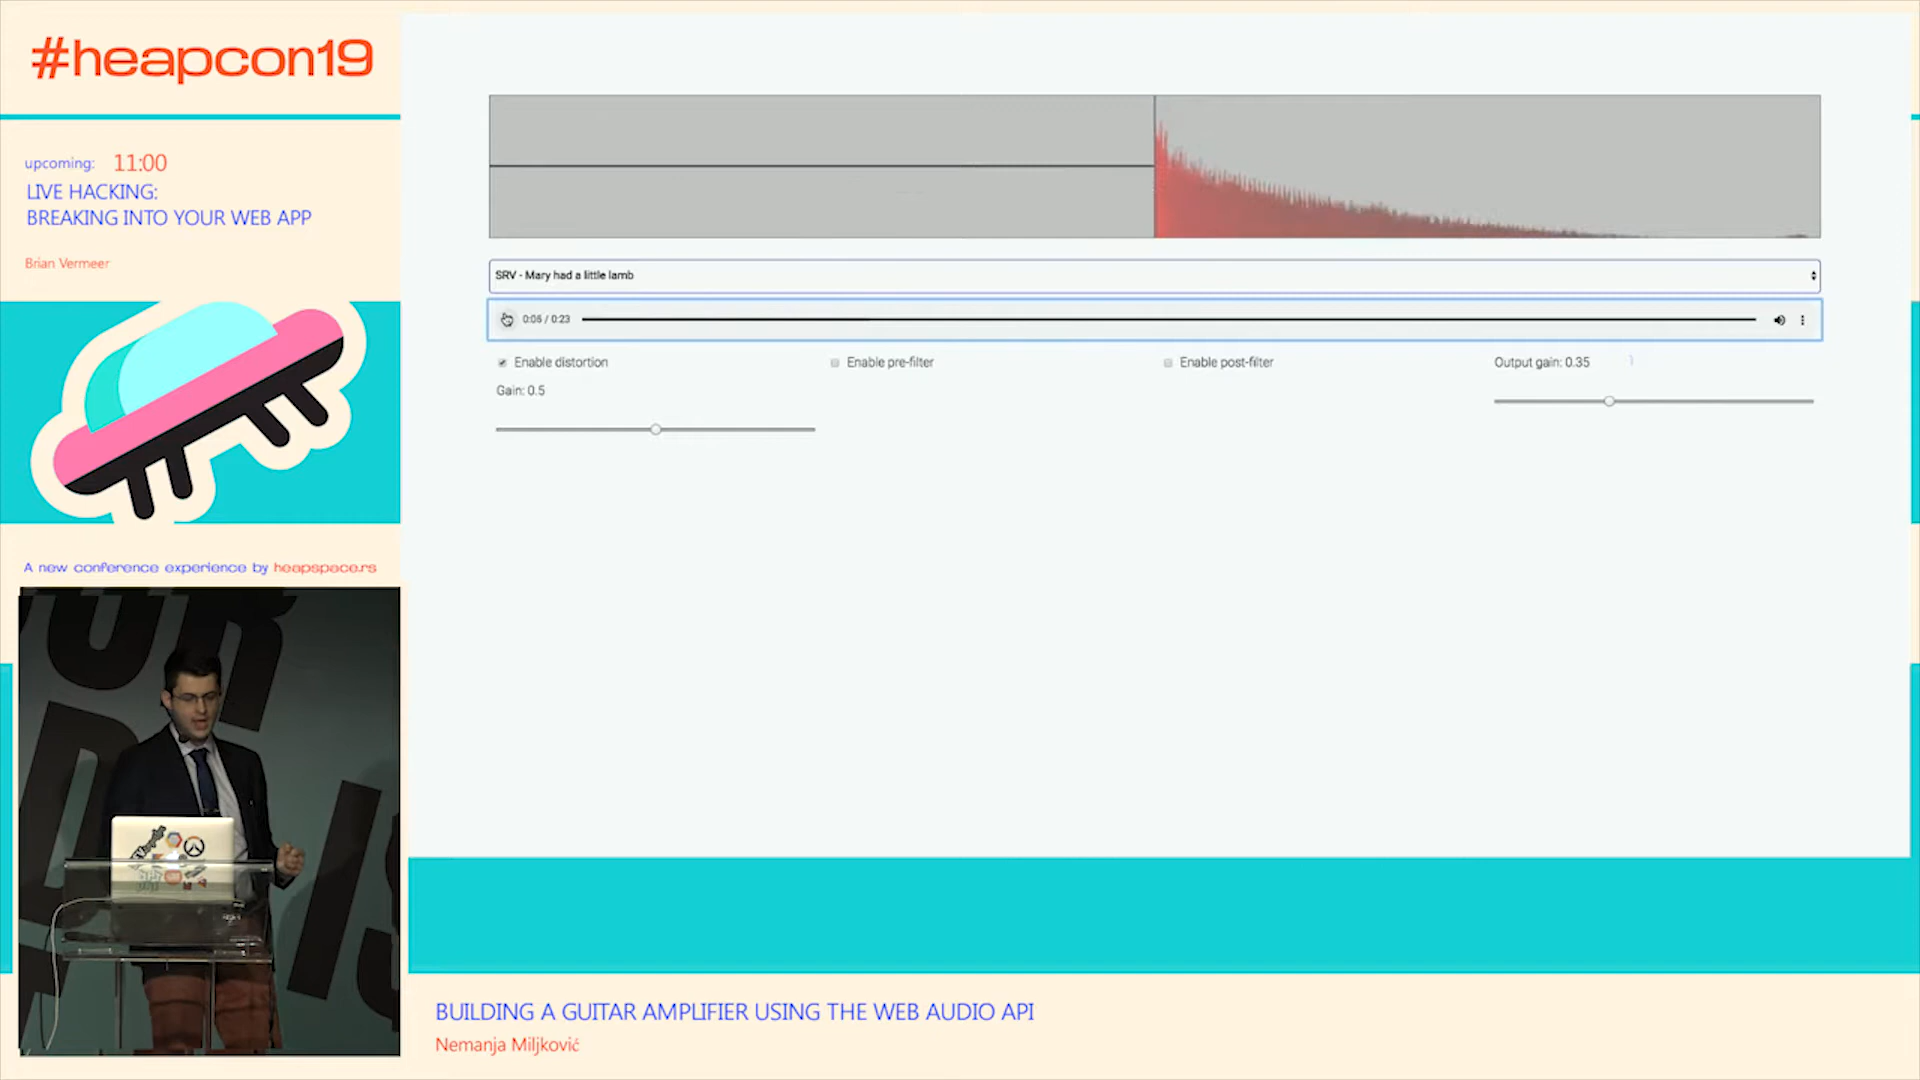 #heapcon19
upcoming: 11:00
LIVE HACKING:
BREAKING INTO YOUR WEB APP
Brian Vermeer
A new conference experience by heapspace.rs
SRV - Mary had a little lamb
0:06 / 0:23
Enable distortion
Enable pre-filter
Enable post-filter
Output gain: 0.35
Gain: 0.5
BUILDING A GUITAR AMPLIFIER USING THE WEB AUDIO API
Nemanja Miljković